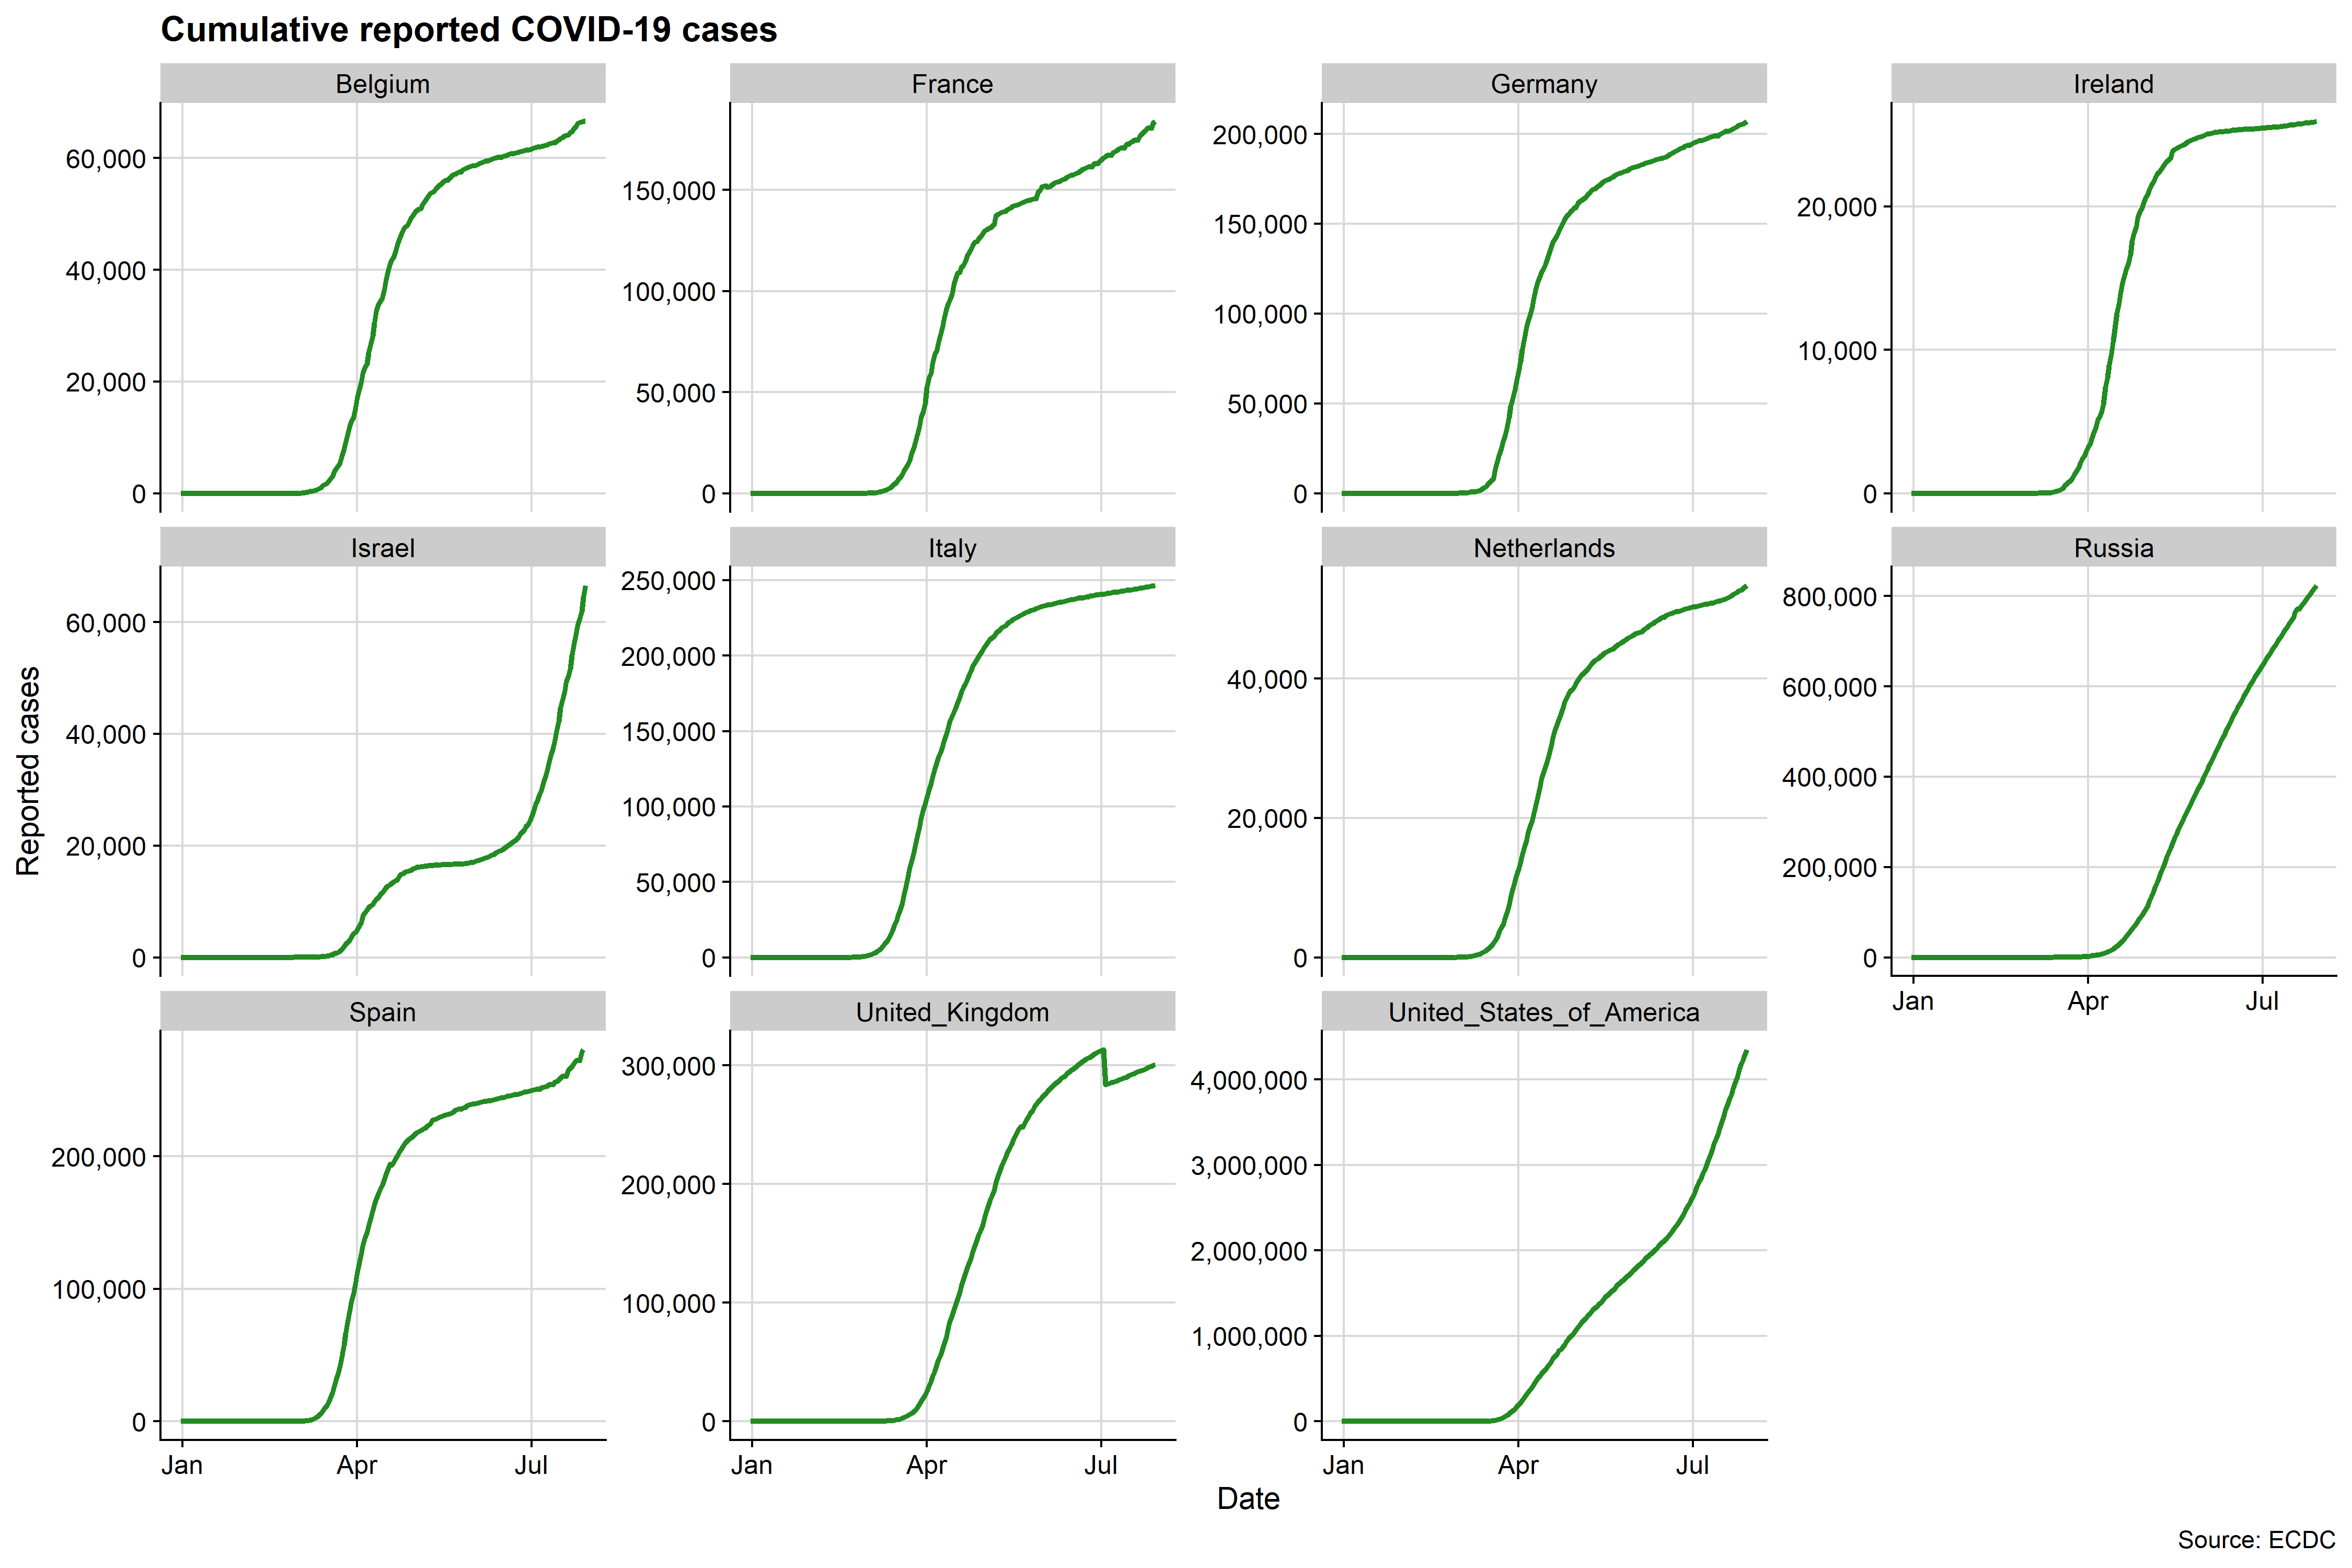 Cumulative reported COVID-19 cases
Belgium
France
Germany
Ireland
60,000
40,000
20,000
0
150,000
100,000
50,000
0
200,000
150,000
100,000
50,000
0
20,000
10,000
0
Israel
Italy
Netherlands
Russia
Reported cases
60,000
40,000
20,000
0
250,000
200,000
150,000
100,000
50,000
0
40,000
20,000
0
800,000
600,000
400,000
200,000
0
Jan Apr Jul
Spain
United_Kingdom
United_States_of_America
200,000
100,000
0
300,000
200,000
100,000
0
4,000,000
3,000,000
2,000,000
1,000,000
0
Jan Apr Jul
Jan Apr Jul
Jan Apr Jul
Date
Source: ECDC